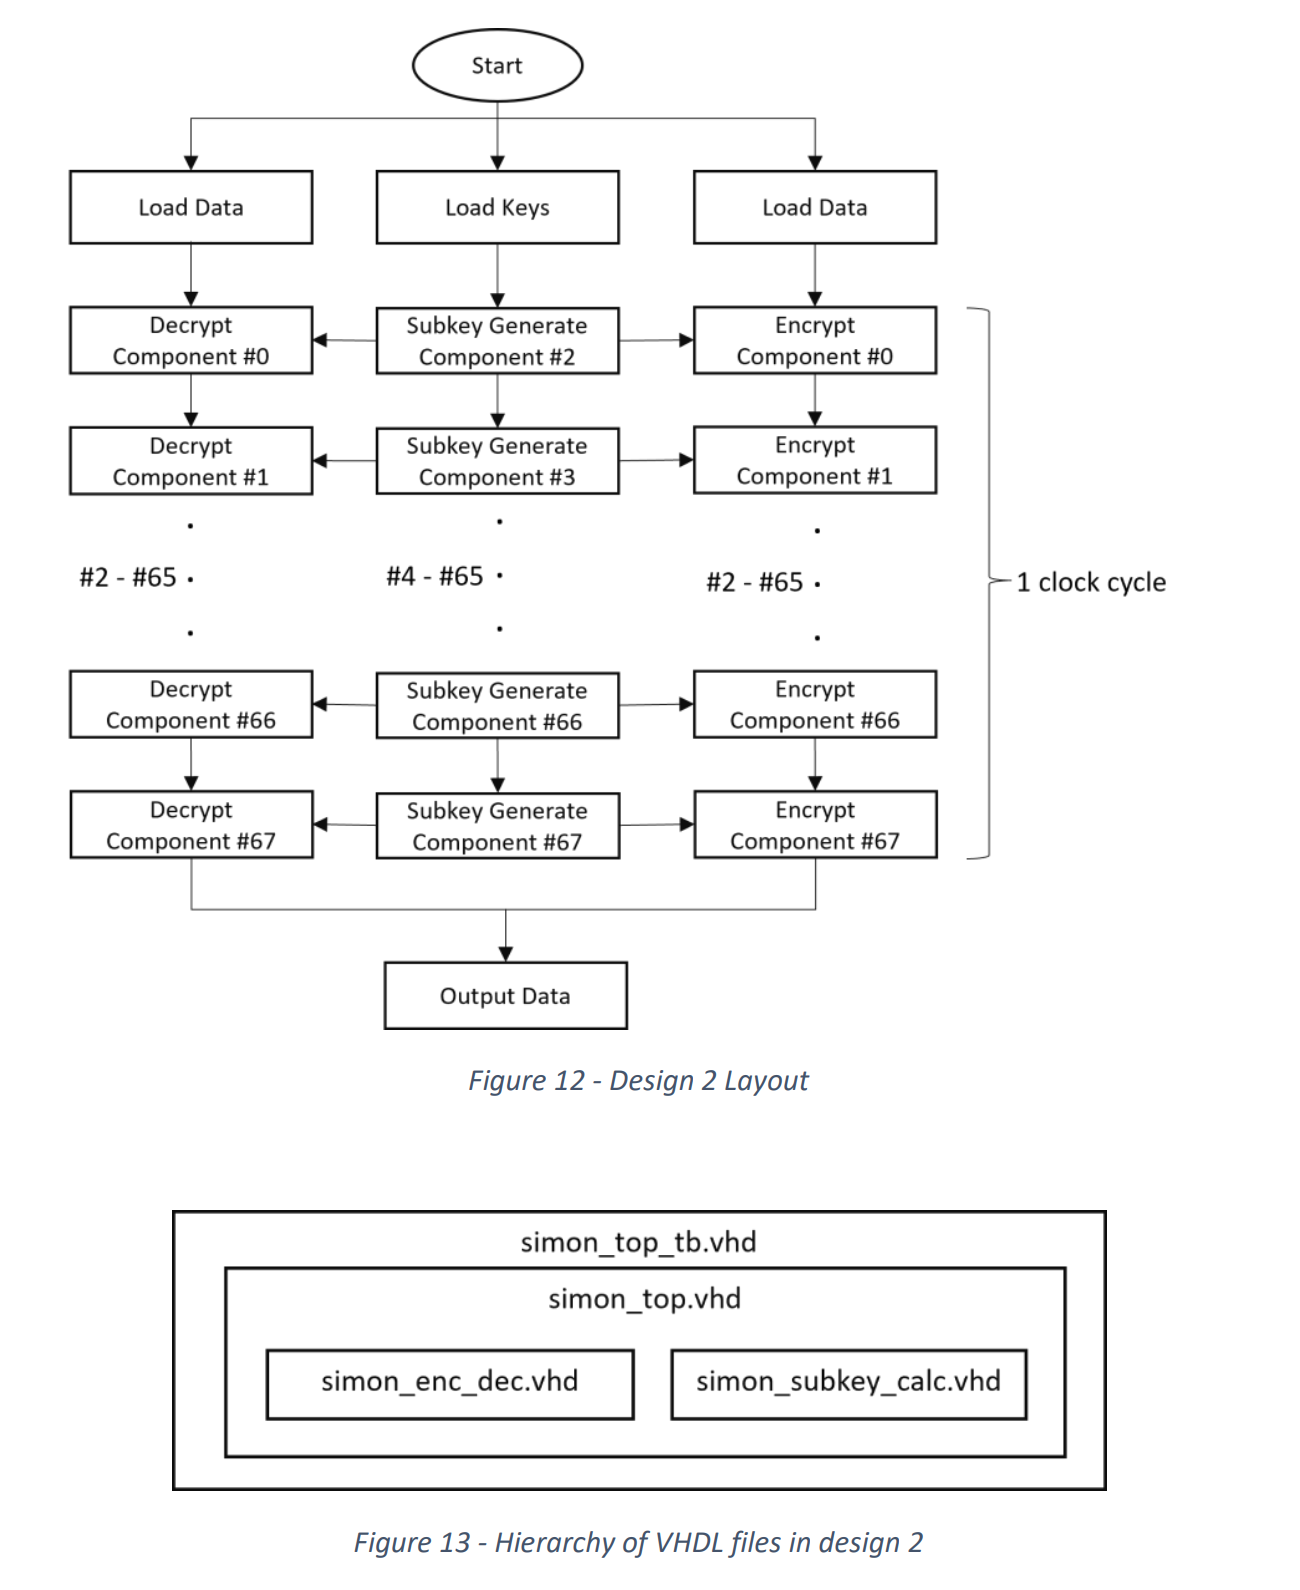 Start
Load Data
Load Keys
Load Data
Decrypt
Component #0
Subkey Generate
Component #2
Encrypt
Component #0
Decrypt
Component #1
Subkey Generate
Component #3
Encrypt
Component #1
#2 - #65
#4 - #65
#2 - #65
1 clock cycle
Decrypt
Component #66
Subkey Generate
Component #66
Encrypt
Component #66
Decrypt
Component #67
Subkey Generate
Component #67
Encrypt
Component #67
Output Data
Figure 12 - Design 2 Layout
simon_top_tb.vhd
simon_top.vhd
simon_enc_dec.vhd
simon_subkey_calc.vhd
Figure 13 - Hierarchy of VHDL files in design 2